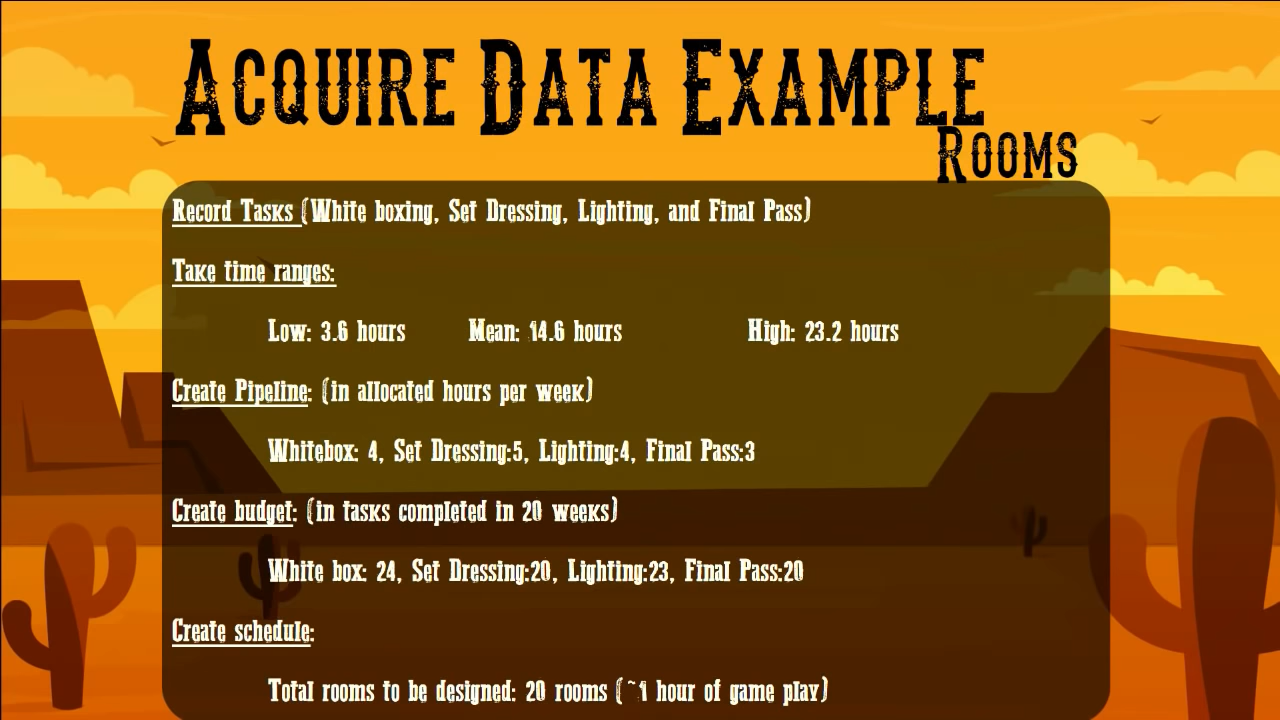 Acquire Data Example
Rooms
Record Tasks (White boxing, Set Dressing, Lighting, and Final Pass)
Take time ranges:
Low: 3.6 hours Mean: 14.6 hours High: 23.2 hours
Create Pipeline: (in allocated hours per week)
Whitebox: 4, Set Dressing:5, Lighting:4, Final Pass:3
Create budget: (in tasks completed in 20 weeks)
White box: 24, Set Dressing:20, Lighting:23, Final Pass:20
Create schedule:
Total rooms to be designed: 20 rooms (~1 hour of game play)